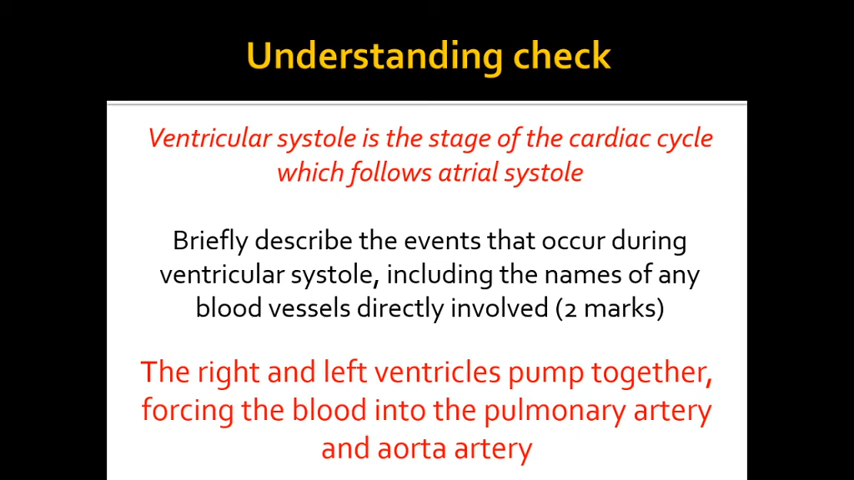 Understanding check
Ventricular systole is the stage of the cardiac cycle
which follows atrial systole
Briefly describe the events that occur during
ventricular systole, including the names of any
blood vessels directly involved (2 marks)
The right and left ventricles pump together,
forcing the blood into the pulmonary artery
and aorta artery